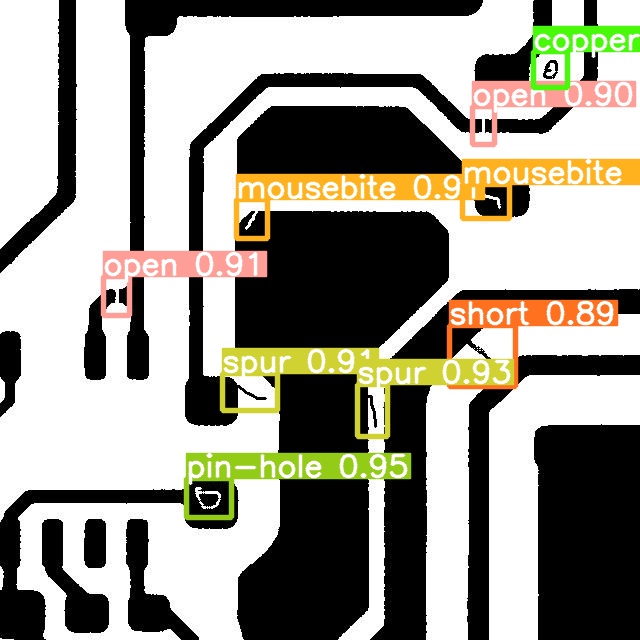 copper
open 0.90
mousebite
mousebite 0.9
open 0.91
short 0.89
spur 0.91
spur 0.93
pin-hole 0.95